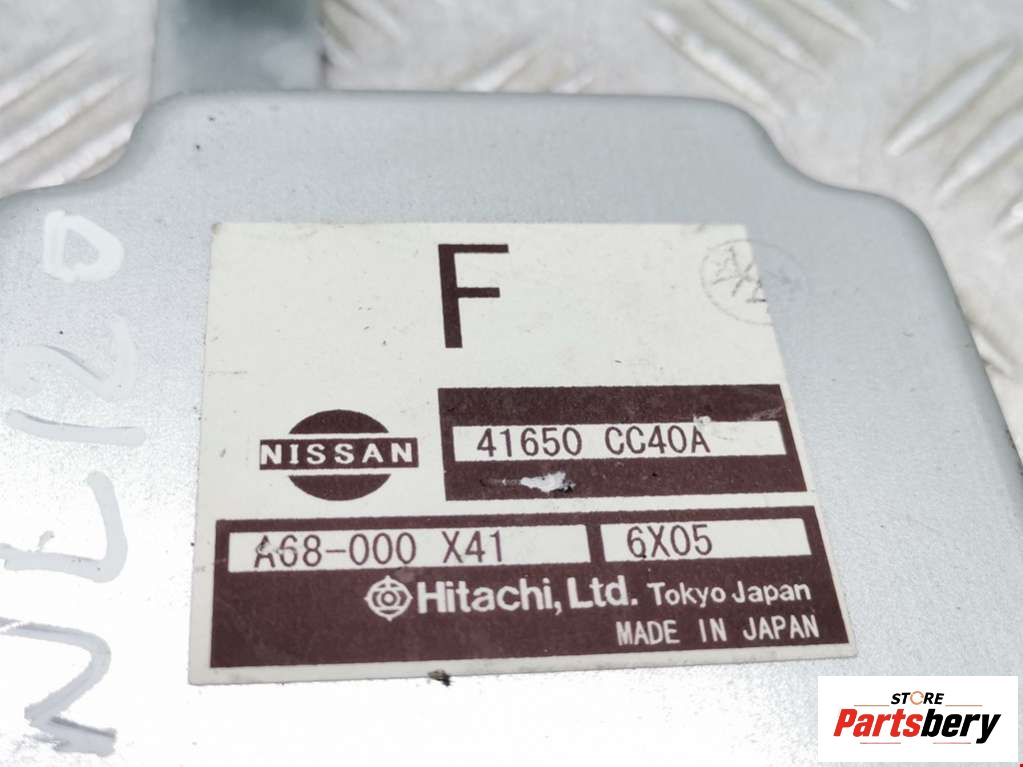 F
NISSAN
41650 CC40A
A68-000 X41
6X05
Hitachi, Ltd. Tokyo Japan
MADE IN JAPAN
STORE
Partsbery